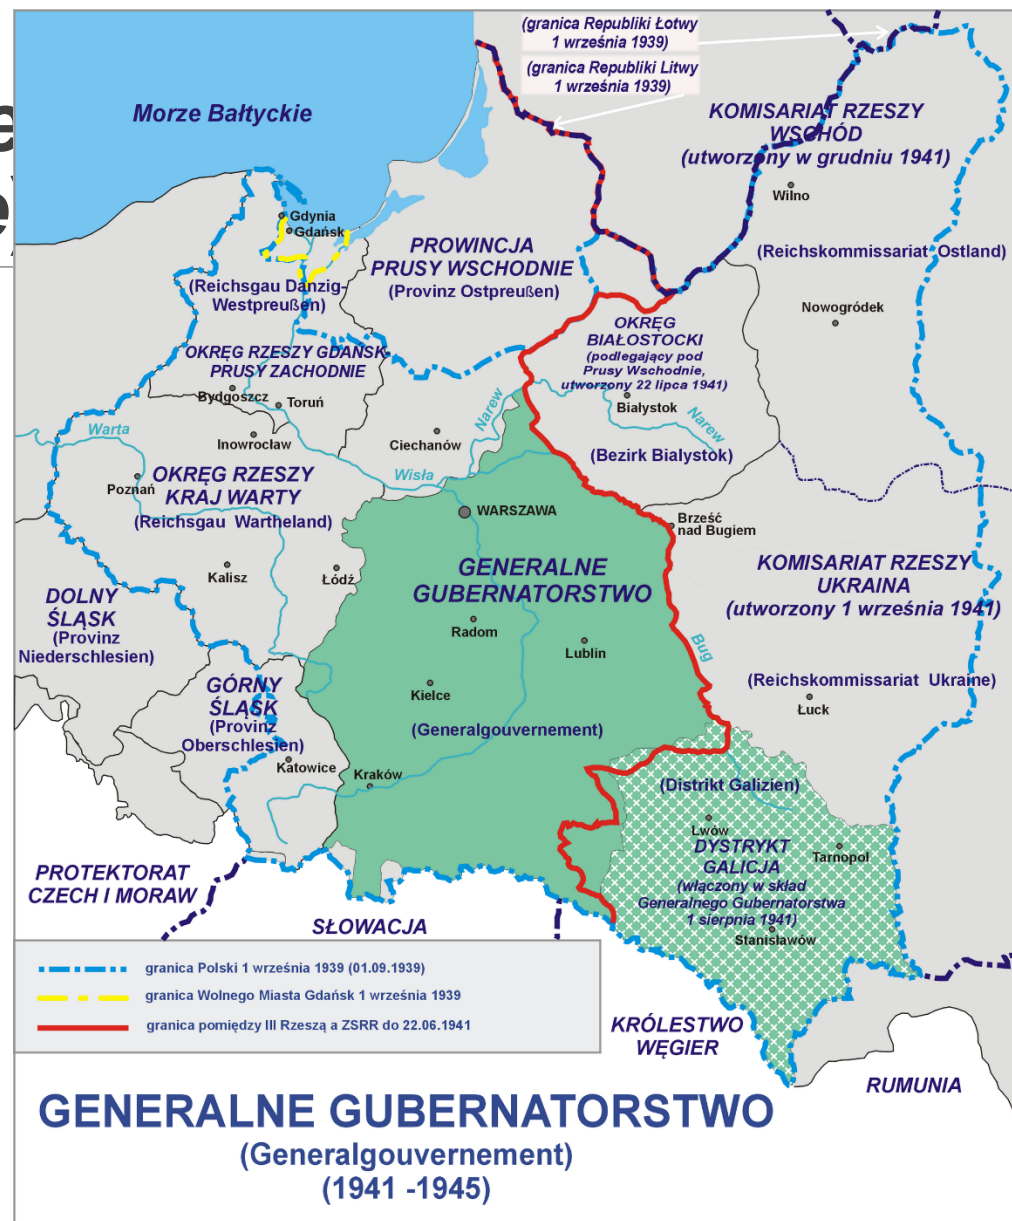 (granica Republiki Łotwy
1 września 1939)
(granica Republiki Litwy
1 września 1939)
Morze Bałtyckie
KOMISARIAT RZESZY
WSCHÓD
(utworzony w grudniu 1941)
Wilno
Gdynia
Gdańsk
PROWINCJA
PRUSY WSCHODNIE
(Provinz Ostpreußen)
(Reichskommissariat Ostland)
(Reichsgau Danzig-
Westpreußen)
Nowogródek
OKRĘG
BIAŁOSTOCKI
(podlegający pod
Prusy Wschodnie,
utworzony 22 lipca 1941)
OKRĘG RZESZY GDAŃSK-
PRUSY ZACHODNIE
Bydgoszcz
Toruń
Białystok
Narew
Narew
Warta
Inowrocław
Ciechanów
(Bezirk Bialystok)
Wisła
OKRĘG RZESZY
KRAJ WARTY
Poznań
(Reichsgau Wartheland)
WARSZAWA
Brześć
nad Bugiem
GENERALNE
GUBERNATORSTWO
KOMISARIAT RZESZY
UKRAINA
(utworzony 1 września 1941)
Kalisz
Łódź
DOLNY
ŚLĄSK
(Provinz
Niederschlesien)
Radom
Lublin
Bug
GÓRNY
ŚLĄSK
(Provinz
Oberschlesien)
Kielce
(Reichskommissariat Ukraine)
Łuck
(Generalgouvernement)
Katowice
Kraków
(Distrikt Galizien)
Lwów
DYSTRYKT
GALICJA
(włączony w skład
Generalnego Gubernatorstwa
1 sierpnia 1941)
Tarnopol
Stanisławów
PROTEKTORAT
CZECH I MORAW
SŁOWACJA
granica Polski 1 września 1939 (01.09.1939)
granica Wolnego Miasta Gdańsk 1 września 1939
granica pomiędzy III Rzeszą a ZSRR do 22.06.1941
KRÓLESTWO
WĘGIER
RUMUNIA
GENERALNE GUBERNATORSTWO
(Generalgouvernement)
(1941 -1945)